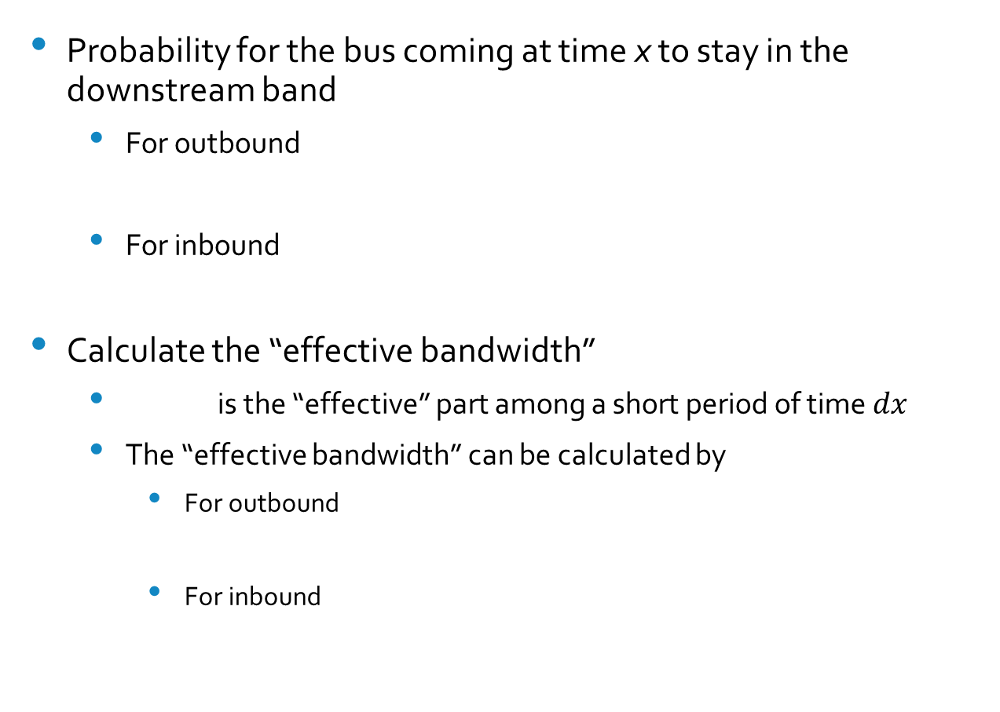 • Probability for the bus coming at time x to stay in the
downstream band
• For outbound
• For inbound
• Calculate the “effective bandwidth”
• is the “effective” part among a short period of time 𝑑𝑥
• The “effective bandwidth” can be calculated by
• For outbound
• For inbound